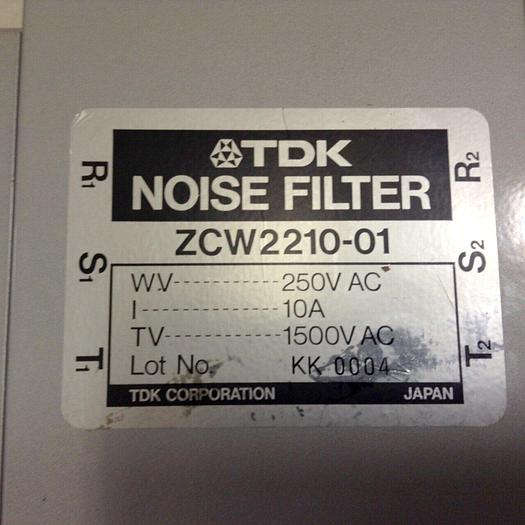 TDK
NOISE FILTER
ZCW2210-01
R1
R2
S1
S2
T1
T2
W.V-----------250V AC
I---------------10A
TV------------1500V AC
Lot No. KK 0004
TDK CORPORATION JAPAN